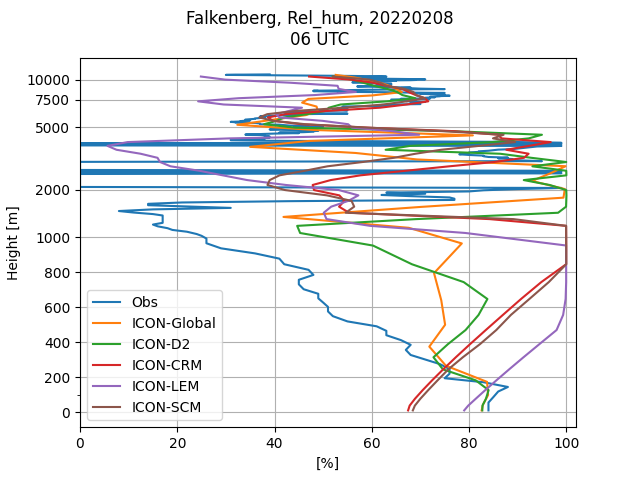 Falkenberg, Rel_hum, 20220208
06 UTC
10000
7500
5000
2000
1000
800
600
400
200
0
Height [m]
Obs
ICON-Global
ICON-D2
ICON-CRM
ICON-LEM
ICON-SCM
0 20 40 60 80 100
[%]